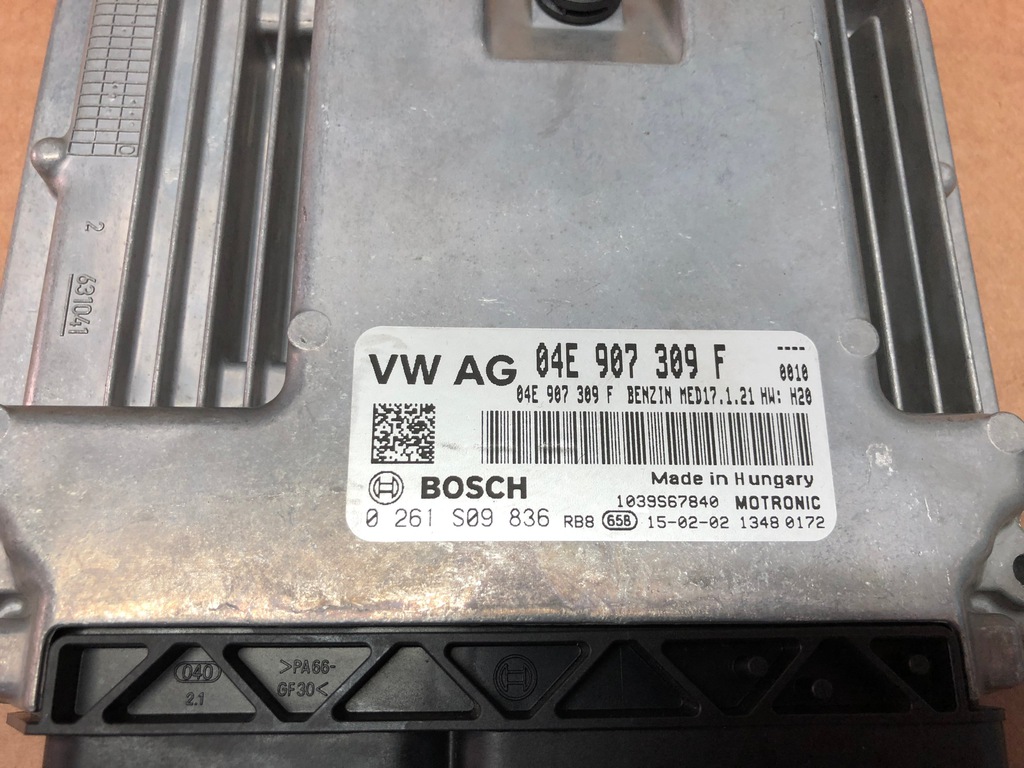 0
2
631041
VW AG 04E 907 309 F ----
0010
04E 907 309 F BENZIN MED17.1.21 HW: H20
Made in Hungary
BOSCH 1039S67840 MOTRONIC
0 261 S09 836 RB8 658 15-02-02 1348 0172
040
2.1
>PA66-
GF30<